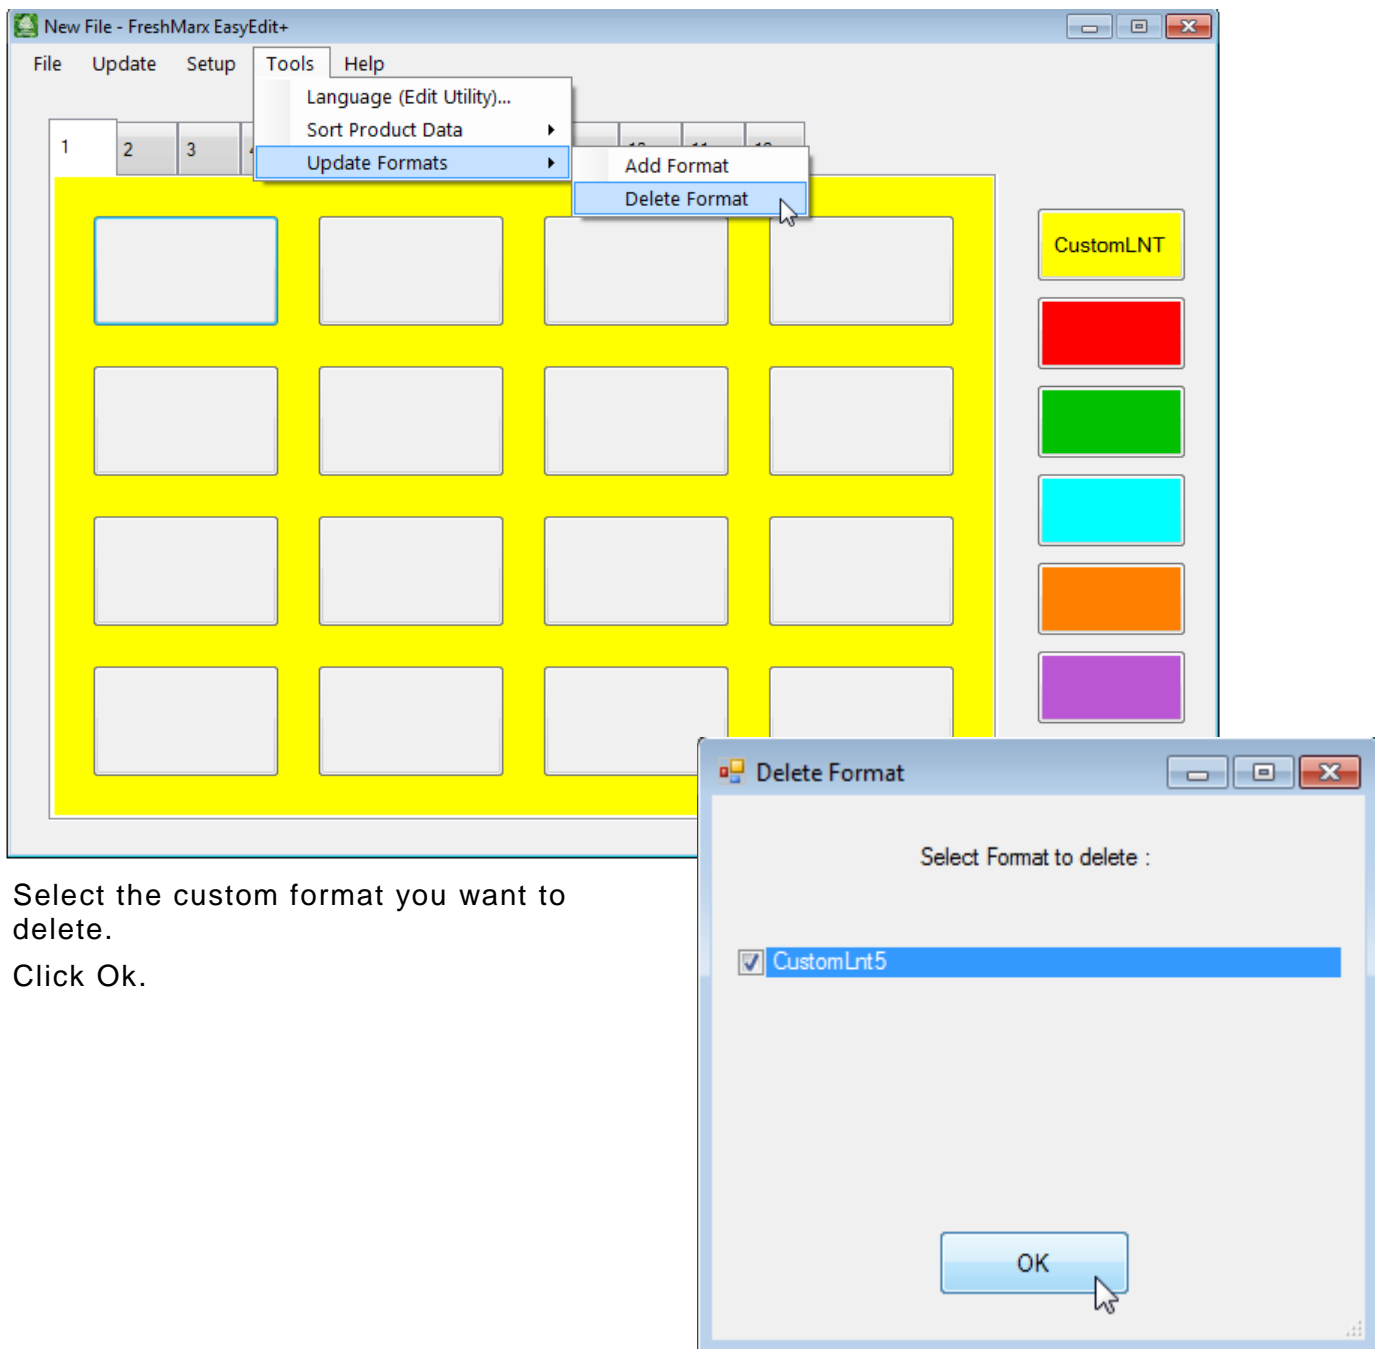 New File - FreshMarx EasyEdit+
File Update Setup Tools Help
Language (Edit Utility)...
Sort Product Data
Update Formats
Add Format
Delete Format
1 2 3
CustomLNT
Delete Format
Select Format to delete :
CustomLnt5
OK
Select the custom format you want to
delete.
Click Ok.